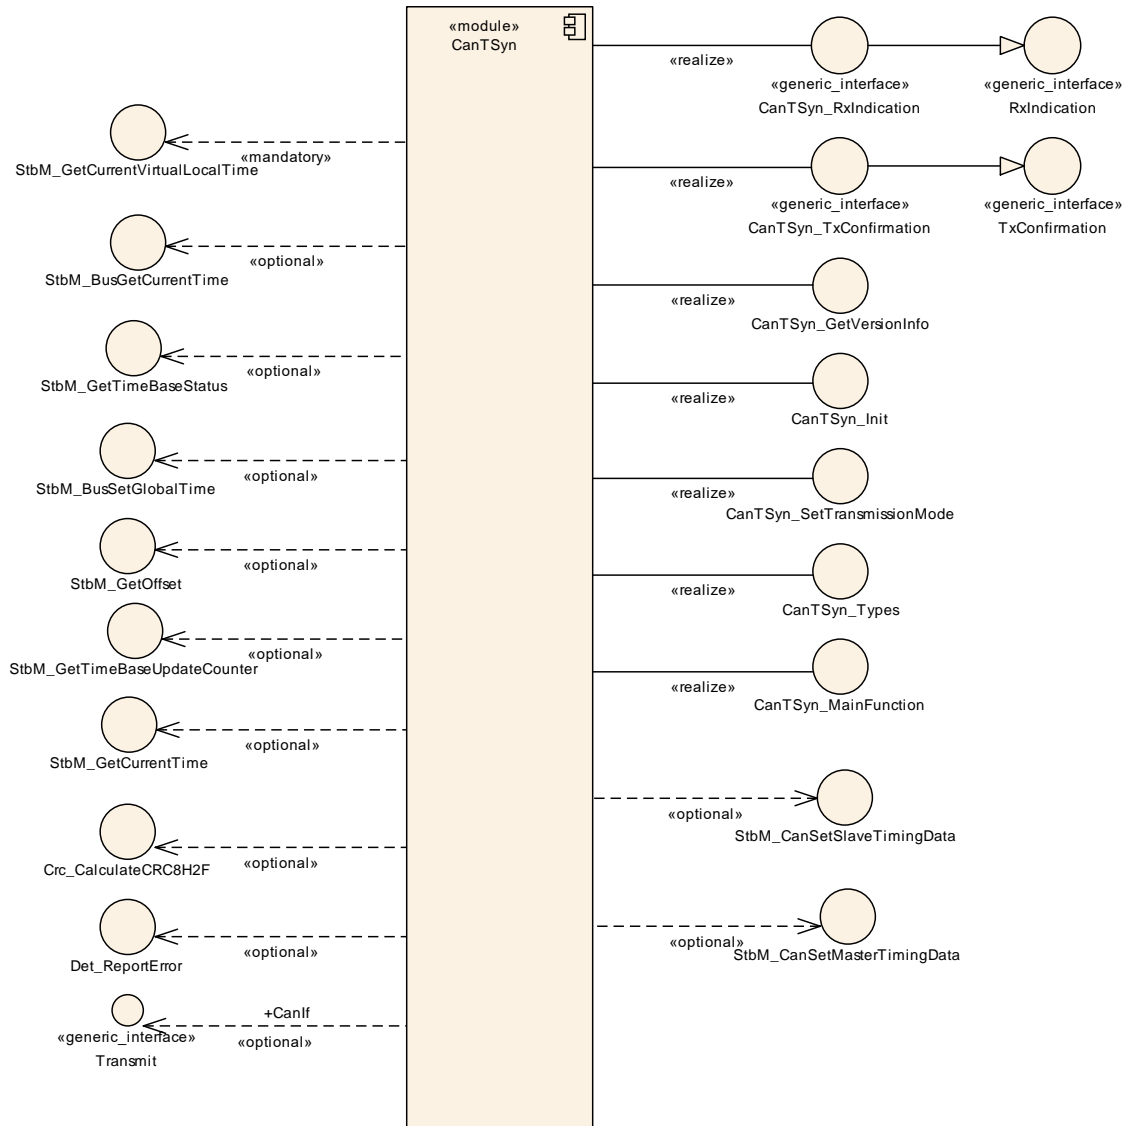 «module»
CanTSyn
«realize»
«generic_interface»
CanTSyn_RxIndication
«generic_interface»
RxIndication
«mandatory»
StbM_GetCurrentVirtualLocalTime
«realize»
«generic_interface»
CanTSyn_TxConfirmation
«generic_interface»
TxConfirmation
«optional»
StbM_BusGetCurrentTime
«realize»
CanTSyn_GetVersionInfo
«optional»
StbM_GetTimeBaseStatus
«realize»
CanTSyn_Init
«optional»
StbM_BusSetGlobalTime
«realize»
CanTSyn_SetTransmissionMode
«optional»
StbM_GetOffset
«realize»
CanTSyn_Types
«optional»
StbM_GetTimeBaseUpdateCounter
«realize»
CanTSyn_MainFunction
«optional»
StbM_GetCurrentTime
«optional»
StbM_CanSetSlaveTimingData
«optional»
Crc_CalculateCRC8H2F
«optional»
StbM_CanSetMasterTimingData
«optional»
Det_ReportError
+CanIf
«optional»
«generic_interface»
Transmit